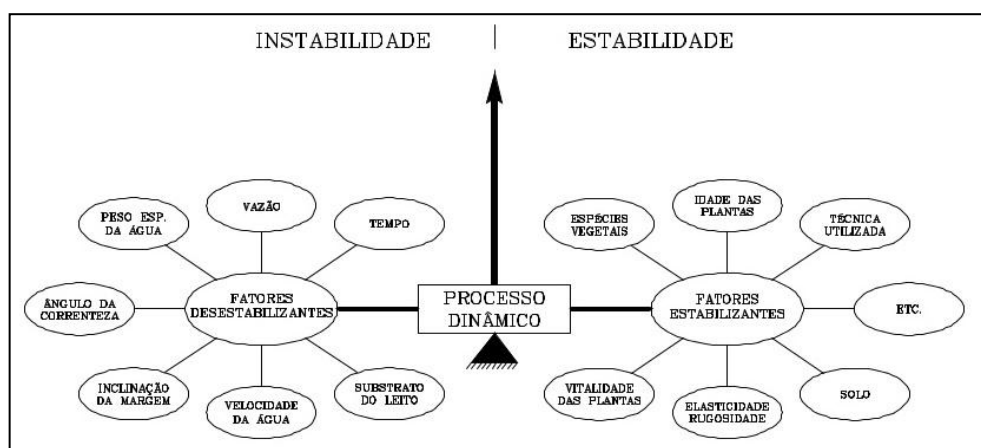 INSTABILIDADE
ESTABILIDADE
PESO ESP.
DA ÁGUA
VAZÃO
TEMPO
ÂNGULO DA
CORRENTEZA
FATORES
DESESTABILIZANTES
INCLINAÇÃO
DA MARGEM
VELOCIDADE
DA ÁGUA
SUBSTRATO
DO LEITO
PROCESSO
DINÂMICO
ESPÉCIES
VEGETAIS
IDADE DAS
PLANTAS
TÉCNICA
UTILIZADA
FATORES
ESTABILIZANTES
ETC.
VITALIDADE
DAS PLANTAS
ELASTICIDADE
RUGOSIDADE
SOLO